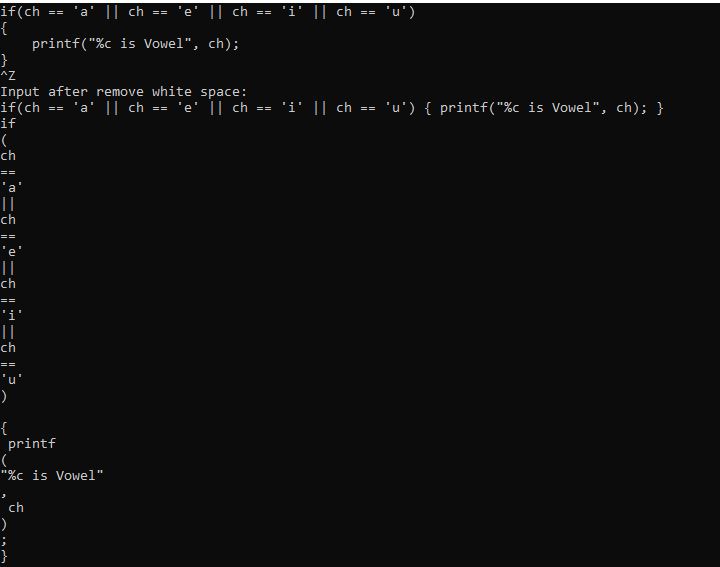 if(ch == 'a' || ch == 'e' || ch == 'i' || ch == 'u')
{
    printf("%c is Vowel", ch);
}
^Z
Input after remove white space:
if(ch == 'a' || ch == 'e' || ch == 'i' || ch == 'u') { printf("%c is Vowel", ch); }
if
(
ch
==
'a'
||
ch
==
'e'
||
ch
==
'i'
||
ch
==
'u'
)

{
 printf
(
"%c is Vowel"
,
 ch
)
;
}